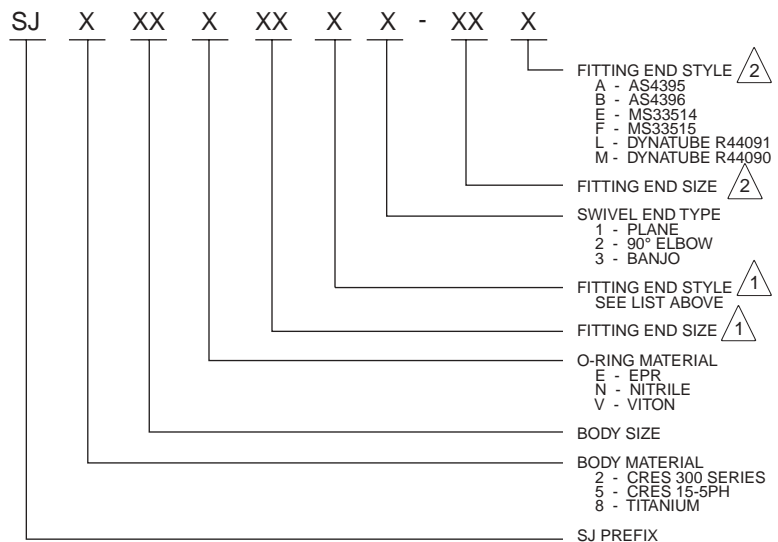 SJ X XX X XX X X - XX X
FITTING END STYLE 2
A - AS4395
B - AS4396
E - MS33514
F - MS33515
L - DYNATUBE R44091
M - DYNATUBE R44090
FITTING END SIZE 2
SWIVEL END TYPE
1 - PLANE
2 - 90° ELBOW
3 - BANJO
FITTING END STYLE 1
SEE LIST ABOVE
FITTING END SIZE 1
O-RING MATERIAL
E - EPR
N - NITRILE
V - VITON
BODY SIZE
BODY MATERIAL
2 - CRES 300 SERIES
5 - CRES 15-5PH
8 - TITANIUM
SJ PREFIX